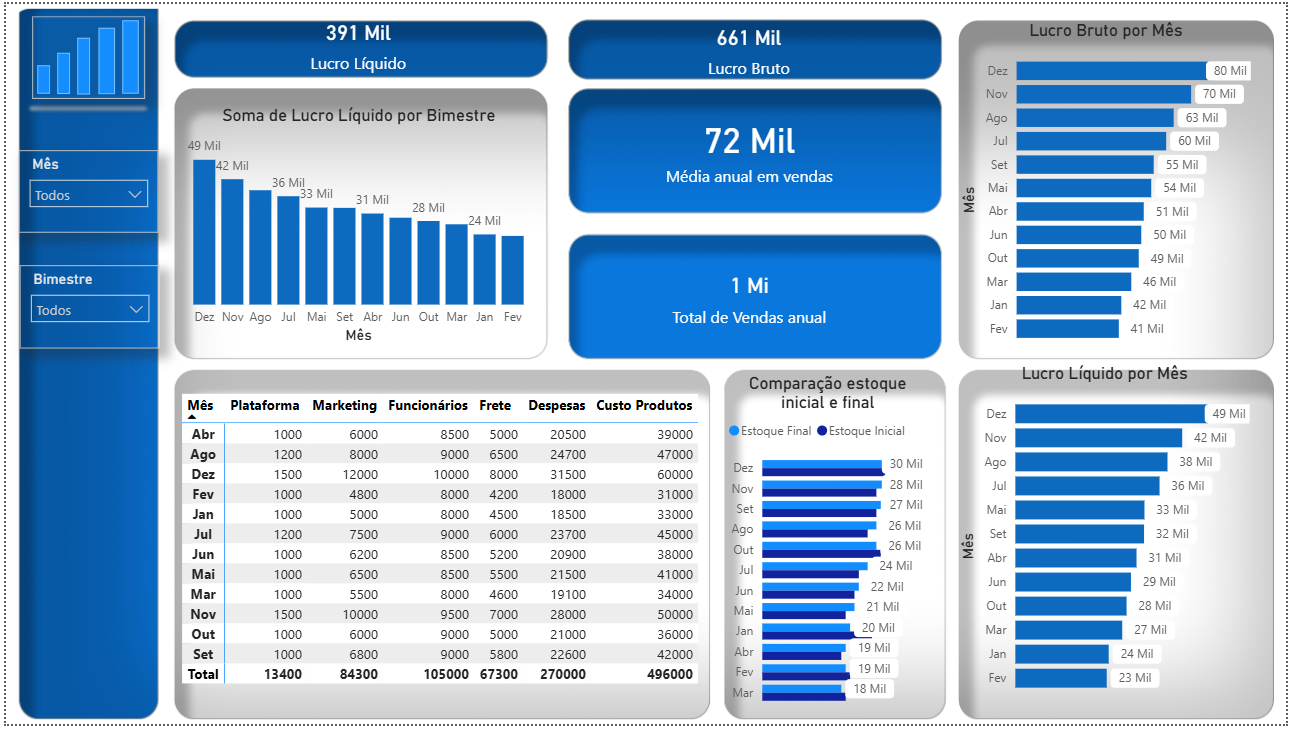 Mês
Todos
Bimestre
Todos
391 Mil
Lucro Líquido
661 Mil
Lucro Bruto
Soma de Lucro Líquido por Bimestre
49 Mil
42 Mil
36 Mil
33 Mil
31 Mil
28 Mil
24 Mil
Dez Nov Ago Jul Mai Set Abr Jun Out Mar Jan Fev
Mês
72 Mil
Média anual em vendas
1 Mi
Total de Vendas anual
Lucro Bruto por Mês
Mês
Dez 80 Mil
Nov 70 Mil
Ago 63 Mil
Jul 60 Mil
Set 55 Mil
Mai 54 Mil
Abr 51 Mil
Jun 50 Mil
Out 49 Mil
Mar 46 Mil
Jan 42 Mil
Fev 41 Mil
Mês Plataforma Marketing Funcionários Frete Despesas Custo Produtos
Abr 1000 6000 8500 5000 20500 39000
Ago 1200 8000 9000 6500 24700 47000
Dez 1500 12000 10000 8000 31500 60000
Fev 1000 4800 8000 4200 18000 31000
Jan 1000 5000 8000 4500 18500 33000
Jul 1200 7500 9000 6000 23700 45000
Jun 1000 6200 8500 5200 20900 38000
Mai 1000 6500 8500 5500 21500 41000
Mar 1000 5500 8000 4600 19100 34000
Nov 1500 10000 9500 7000 28000 50000
Out 1000 6000 9000 5000 21000 36000
Set 1000 6800 9000 5800 22600 42000
Total 13400 84300 105000 67300 270000 496000
Comparação estoque
inicial e final
Estoque Final Estoque Inicial
Dez 30 Mil
Nov 28 Mil
Set 27 Mil
Ago 26 Mil
Out 26 Mil
Jul 24 Mil
Jun 22 Mil
Mai 21 Mil
Jan 20 Mil
Abr 19 Mil
Fev 19 Mil
Mar 18 Mil
Lucro Líquido por Mês
Mês
Dez 49 Mil
Nov 42 Mil
Ago 38 Mil
Jul 36 Mil
Mai 33 Mil
Set 32 Mil
Abr 31 Mil
Jun 29 Mil
Out 28 Mil
Mar 27 Mil
Jan 24 Mil
Fev 23 Mil